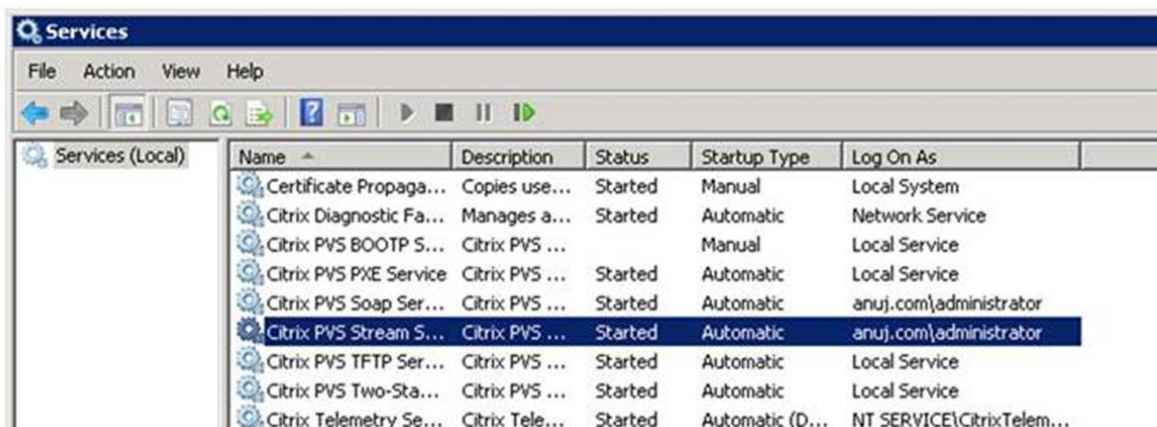 Services
File Action View Help
Services (Local)
Name Description Status Startup Type Log On As
Certificate Propaga... Copies use... Started Manual Local System
Citrix Diagnostic Fa... Manages a... Started Automatic Network Service
Citrix PVS BOOTP S... Citrix PVS ... Manual Local Service
Citrix PVS PXE Service Citrix PVS ... Started Automatic Local Service
Citrix PVS Soap Ser... Citrix PVS ... Started Automatic anuj.com\administrator
Citrix PVS Stream S... Citrix PVS ... Started Automatic anuj.com\administrator
Citrix PVS TFTP Ser... Citrix PVS ... Started Automatic Local Service
Citrix PVS Two-Sta... Citrix PVS ... Started Automatic Local Service
Citrix Telemetry Se... Citrix Tele... Started Automatic (D... NT SERVICE\CitrixTelem...